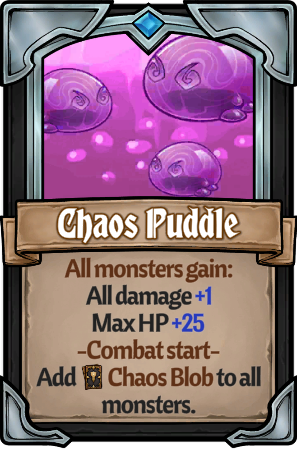 Chaos Puddle
All monsters gain:
All damage +1
Max HP +25
-Combat start-
Add Chaos Blob to all
monsters.